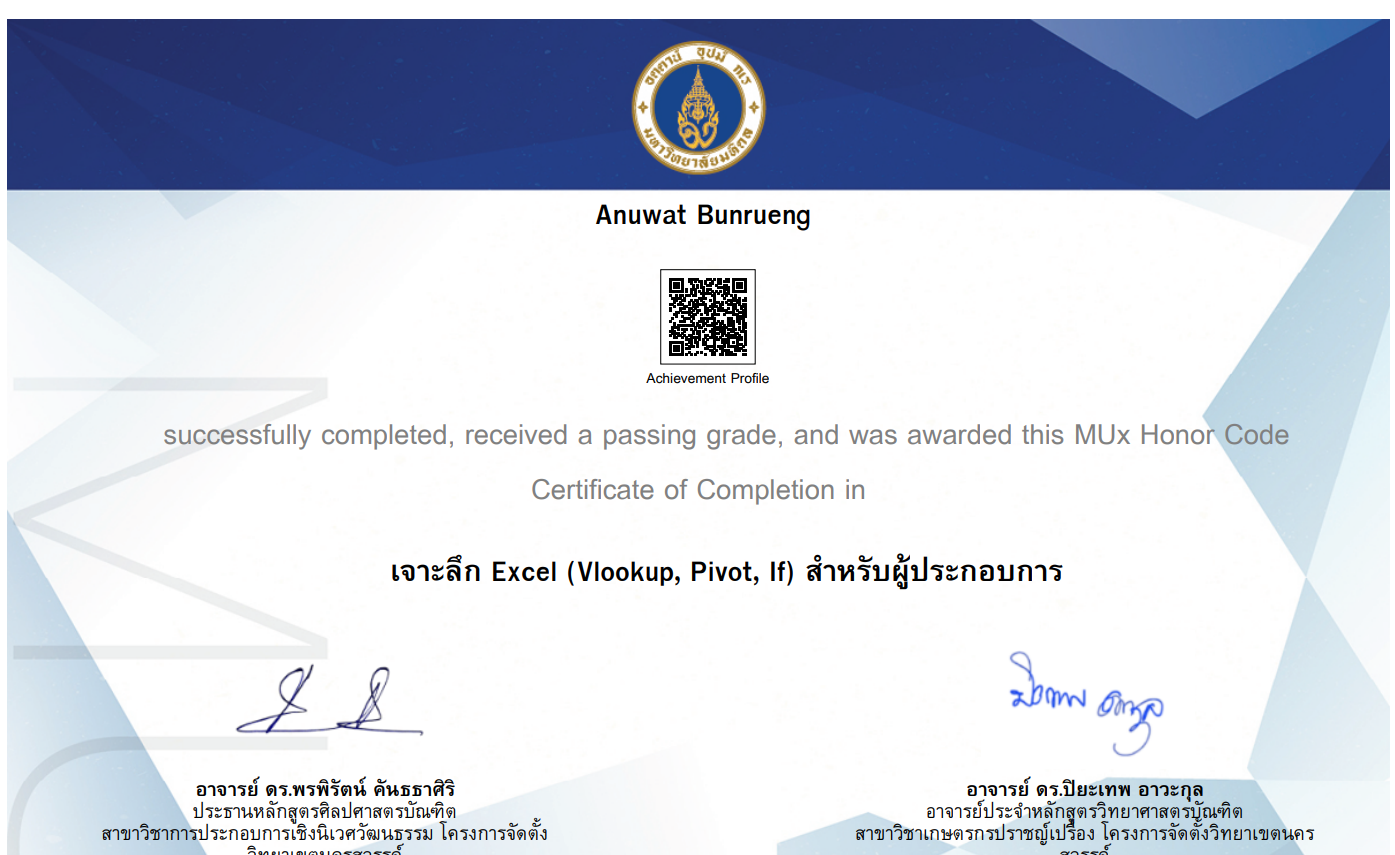 อตฺตานํ อุปมํ กเร
มหาวิทยาลัยมหิดล
Anuwat Bunrueng
Achievement Profile
successfully completed, received a passing grade, and was awarded this MUx Honor Code
Certificate of Completion in
เจาะลึก Excel (Vlookup, Pivot, If) สำหรับผู้ประกอบการ
อาจารย์ ดร.พรพิรัตน์ คันธธาศิริ
ประธานหลักสูตรศิลปศาสตรบัณฑิต
สาขาวิชาการประกอบการเชิงนิเวศวัฒนธรรม โครงการจัดตั้ง
วิทยาเขตนครสวรรค์
อาจารย์ ดร.ปิยะเทพ อาวะกุล
อาจารย์ประจำหลักสูตรวิทยาศาสตรบัณฑิต
สาขาวิชาเกษตรกรปราชญ์เปรื่อง โครงการจัดตั้งวิทยาเขตนคร
สวรรค์